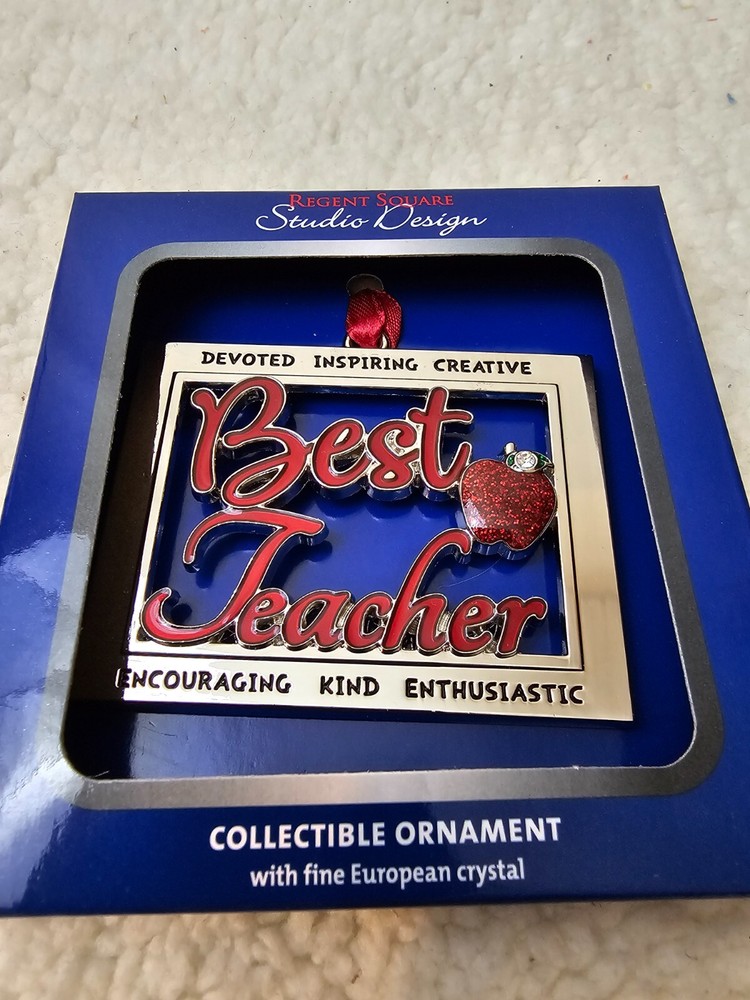 REGENT SQUARE
Studio Design
DEVOTED INSPIRING CREATIVE
Best
Teacher
ENCOURAGING KIND ENTHUSIASTIC
COLLECTIBLE ORNAMENT
with fine European crystal